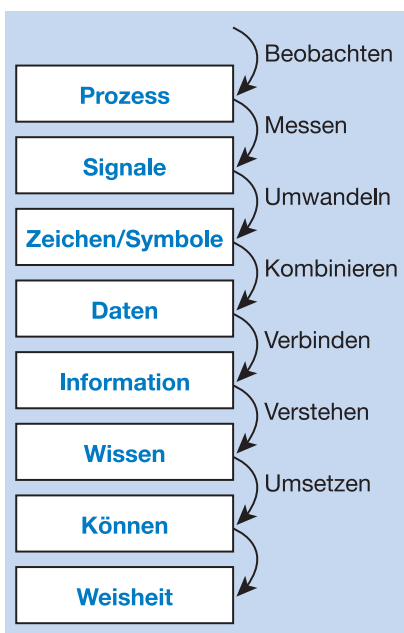 Beobachten
Prozess
Messen
Signale
Umwandeln
Zeichen/Symbole
Kombinieren
Daten
Verbinden
Information
Verstehen
Wissen
Umsetzen
Können
Weisheit